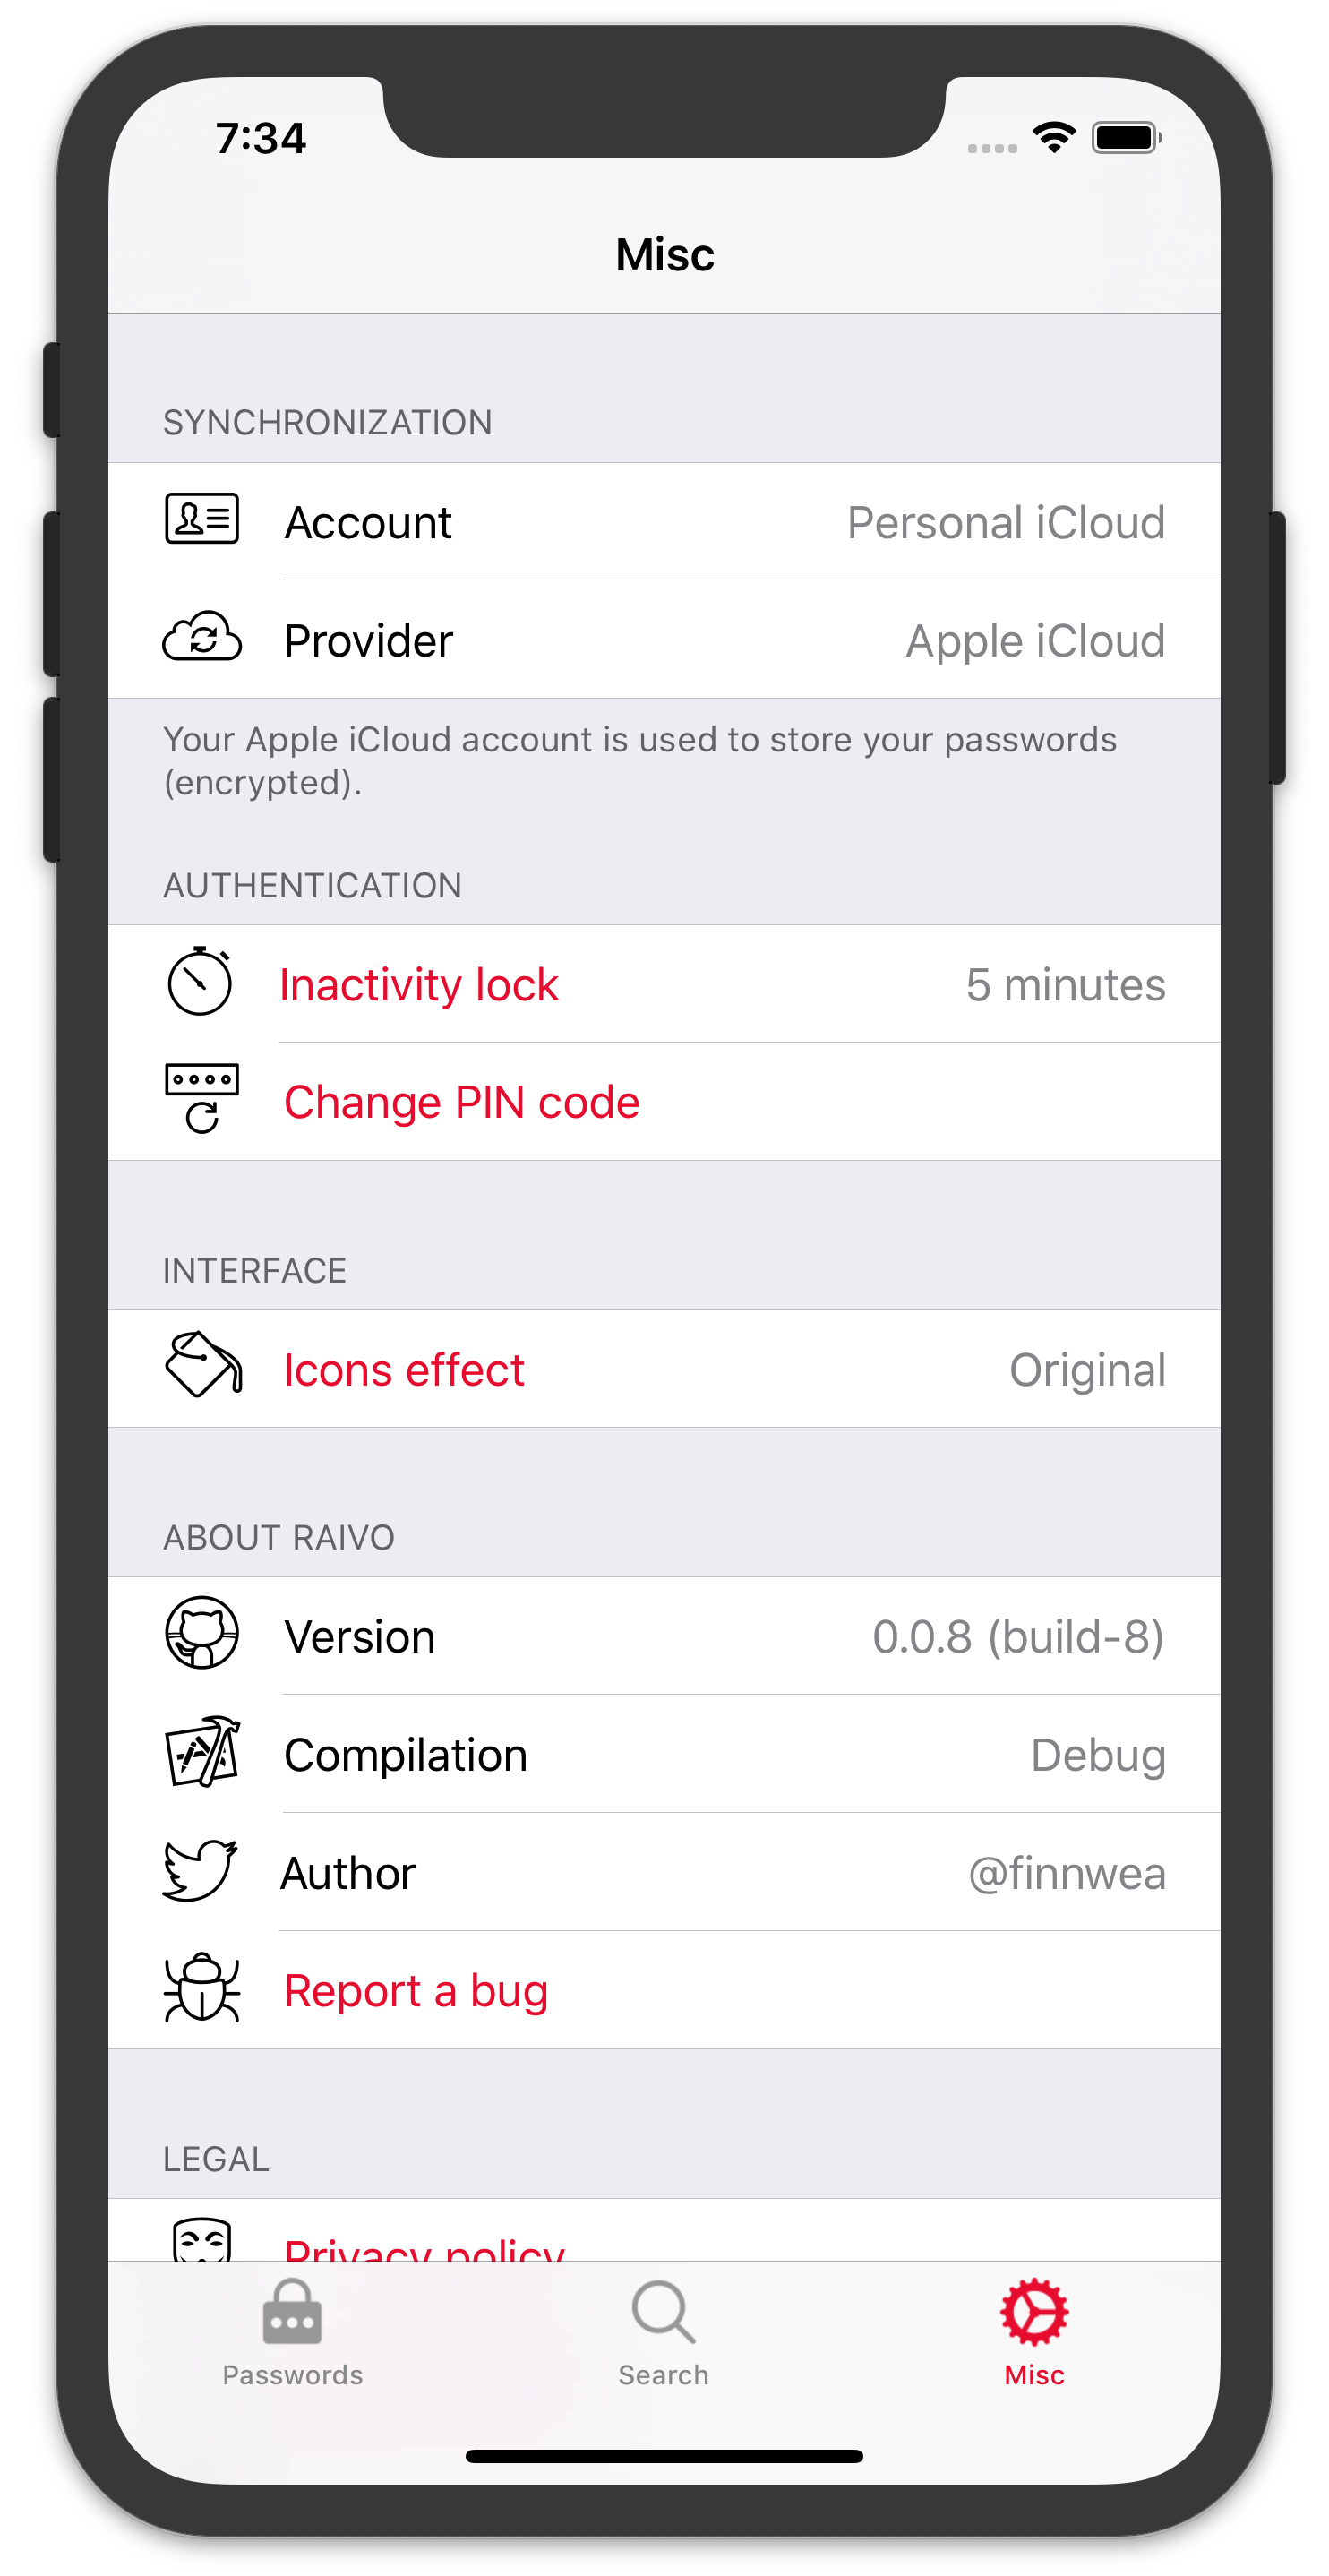 7:34
Misc
SYNCHRONIZATION
Account Personal iCloud
Provider Apple iCloud
Your Apple iCloud account is used to store your passwords
(encrypted).
AUTHENTICATION
Inactivity lock 5 minutes
Change PIN code
INTERFACE
Icons effect Original
ABOUT RAIVO
Version 0.0.8 (build-8)
Compilation Debug
Author @finnwea
Report a bug
LEGAL
Privacy policy
Passwords Search Misc